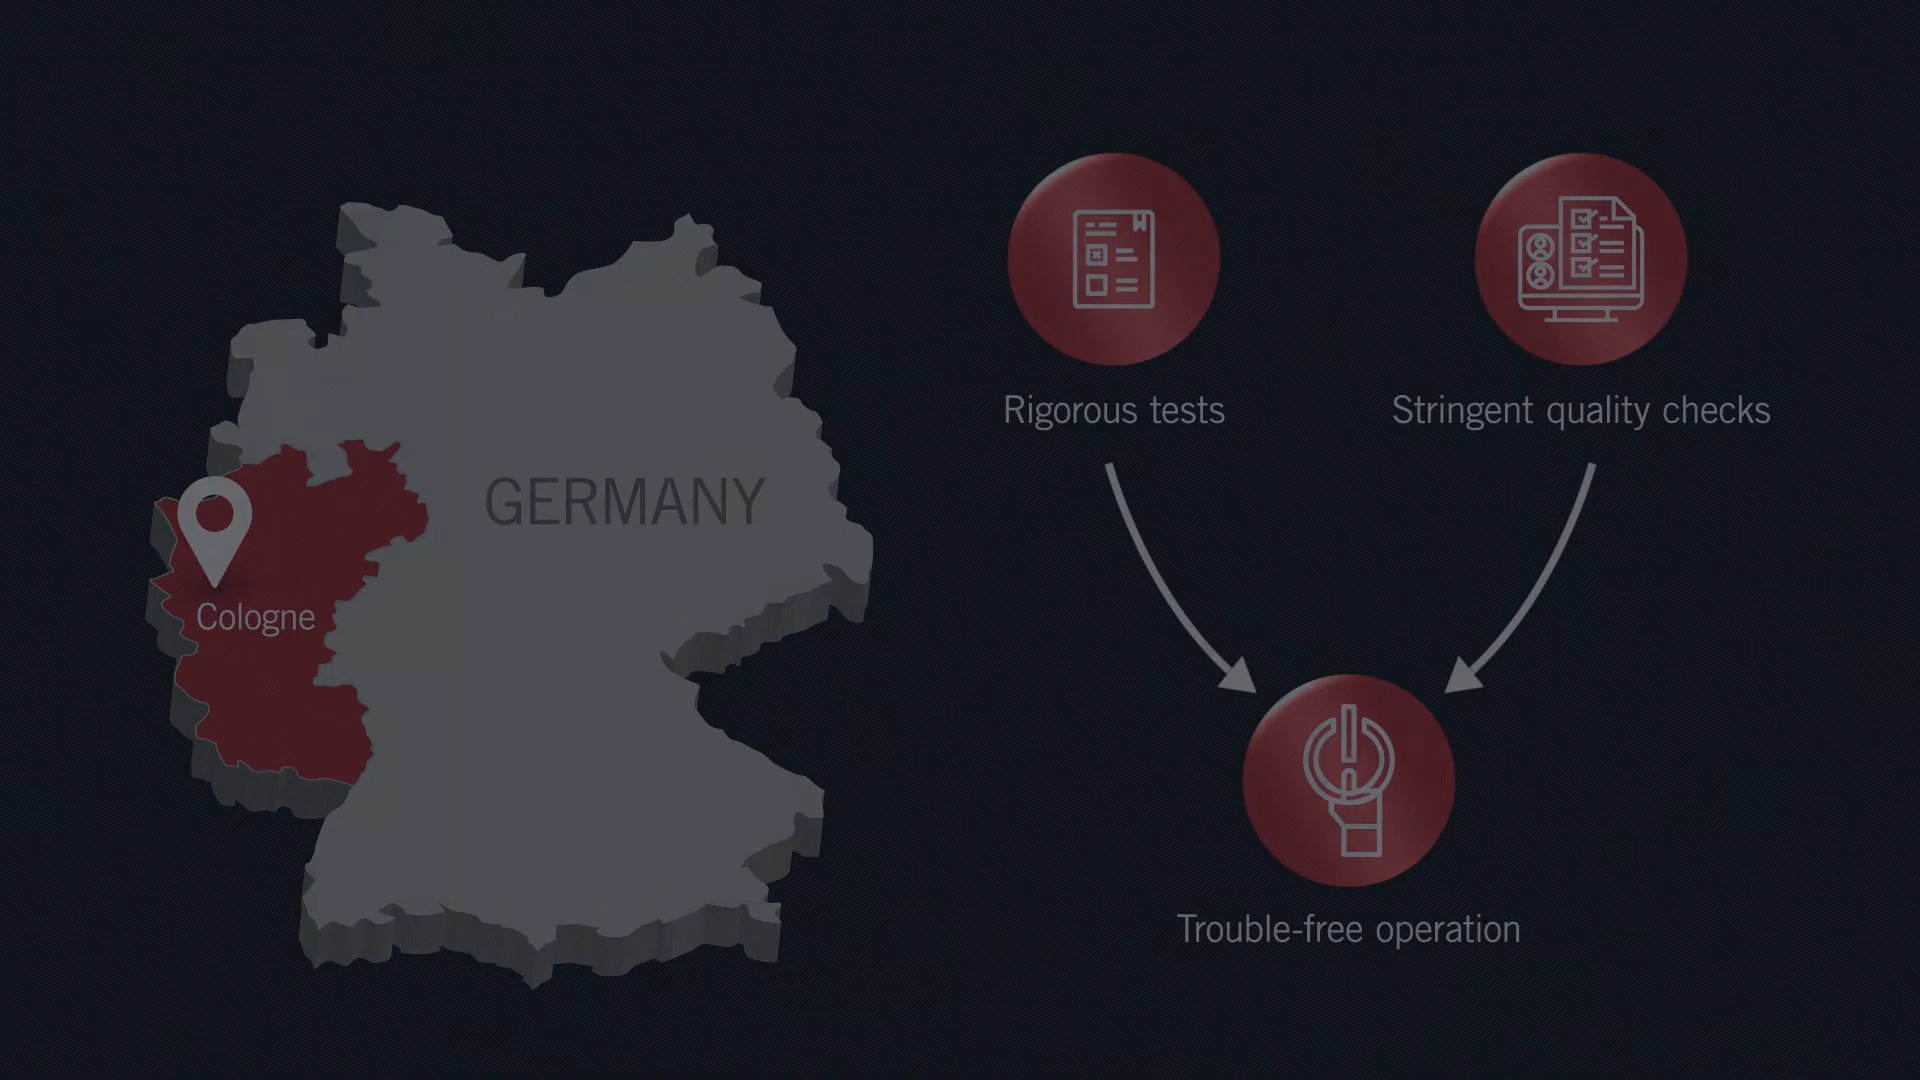 GERMANY
Cologne
Rigorous tests
Stringent quality checks
Trouble-free operation